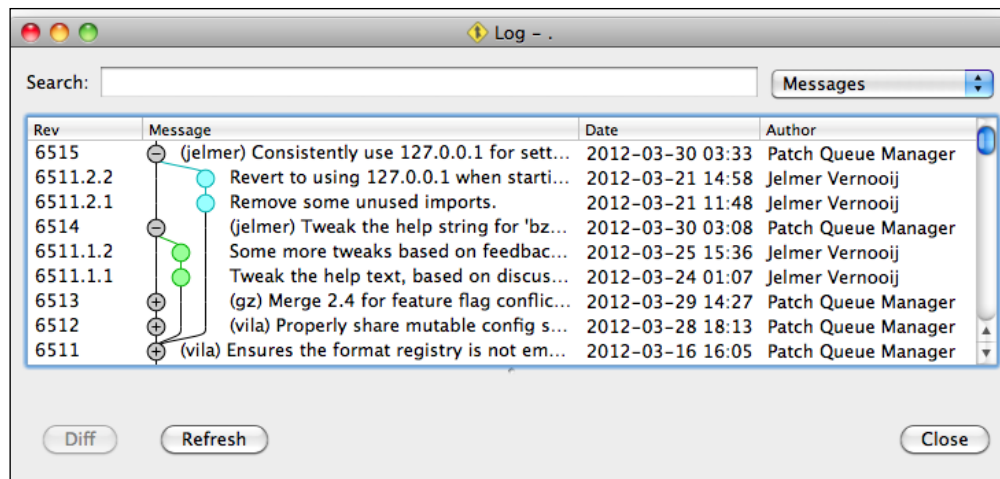 Log – .
Search: Messages
Rev Message Date Author
6515 (jelmer) Consistently use 127.0.0.1 for sett... 2012-03-30 03:33 Patch Queue Manager
6511.2.2 Revert to using 127.0.0.1 when starti... 2012-03-21 14:58 Jelmer Vernooij
6511.2.1 Remove some unused imports. 2012-03-21 11:48 Jelmer Vernooij
6514 (jelmer) Tweak the help string for 'bz... 2012-03-30 03:08 Patch Queue Manager
6511.1.2 Some more tweaks based on feedbac... 2012-03-25 15:36 Jelmer Vernooij
6511.1.1 Tweak the help text, based on discus... 2012-03-24 01:07 Jelmer Vernooij
6513 (gz) Merge 2.4 for feature flag conflic... 2012-03-29 14:27 Patch Queue Manager
6512 (vila) Properly share mutable config s... 2012-03-28 18:13 Patch Queue Manager
6511 (vila) Ensures the format registry is not em... 2012-03-16 16:05 Patch Queue Manager
Diff Refresh Close